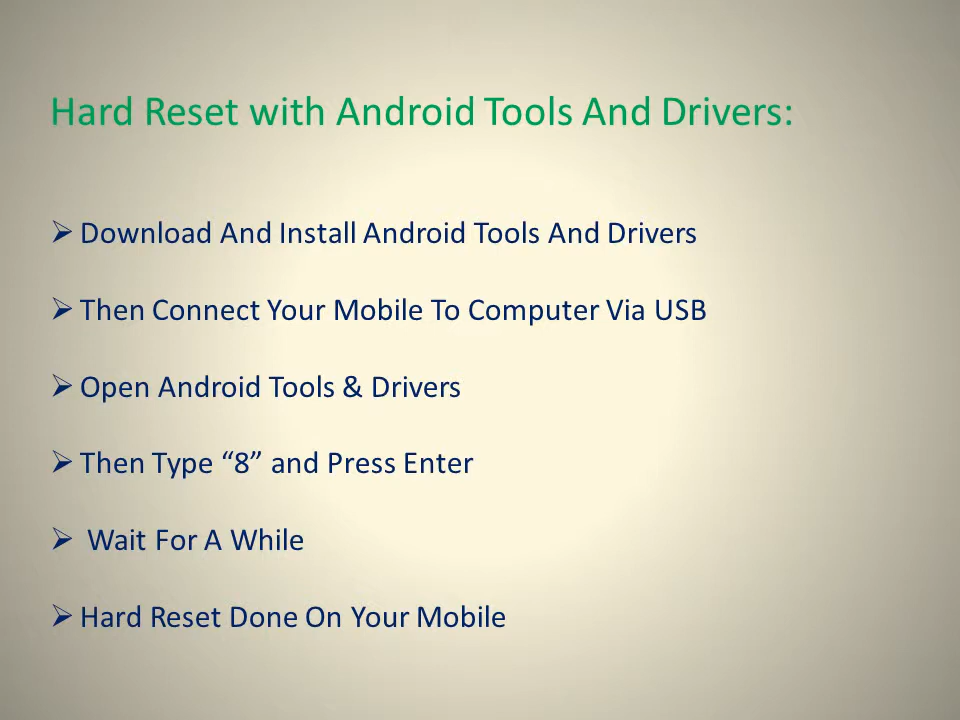 Hard Reset with Android Tools And Drivers:
➢ Download And Install Android Tools And Drivers
➢ Then Connect Your Mobile To Computer Via USB
➢ Open Android Tools & Drivers
➢ Then Type “8” and Press Enter
➢ Wait For A While
➢ Hard Reset Done On Your Mobile